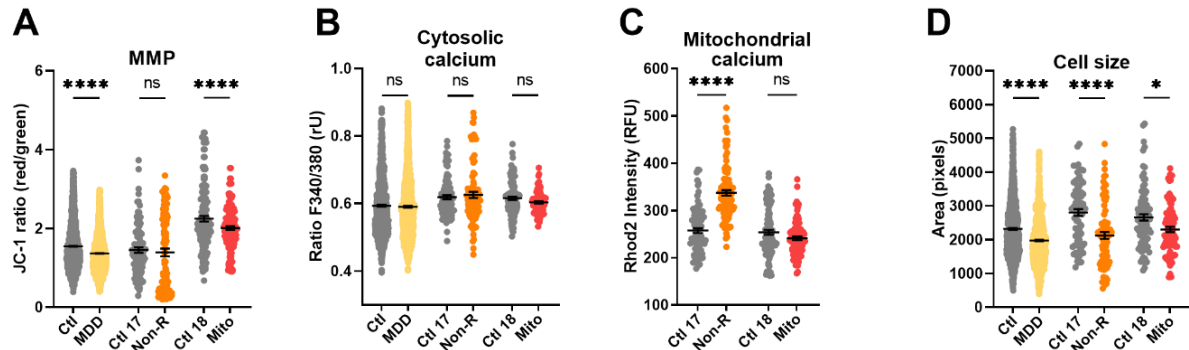 A
MMP
JC-1 ratio (red/green)
6
4
2
0
****
ns
****
Ctl
MDD
Ctl 17
Non-R
Ctl 18
Mito
B
Cytosolic
calcium
Ratio F340/380 (rU)
1.0
0.8
0.6
0.4
ns
ns
ns
Ctl
MDD
Ctl 17
Non-R
Ctl 18
Mito
C
Mitochondrial
calcium
Rhod2 Intensity (RFU)
600
500
400
300
200
100
****
ns
Ctl 17
Non-R
Ctl 18
Mito
D
Cell size
Area (pixels)
7000
6000
5000
4000
3000
2000
1000
0
****
****
*
Ctl
MDD
Ctl 17
Non-R
Ctl 18
Mito